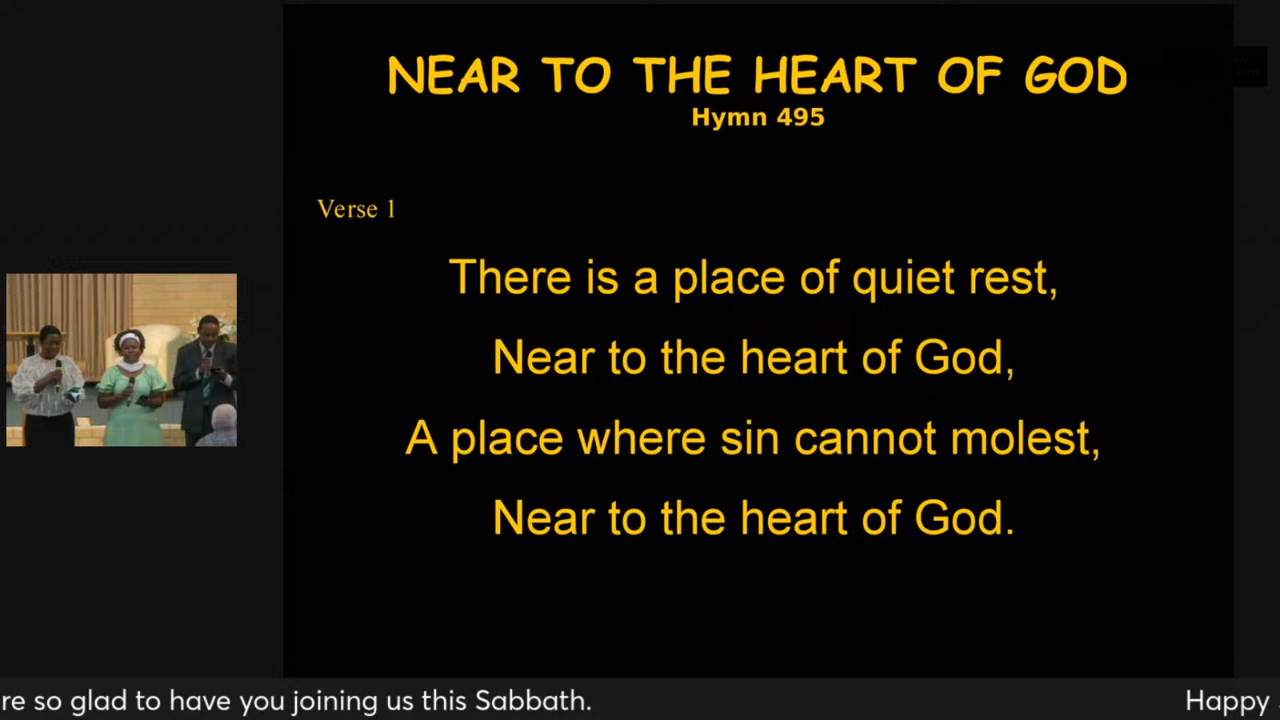 NEAR TO THE HEART OF GOD
Hymn 495
Verse 1
There is a place of quiet rest,
Near to the heart of God,
A place where sin cannot molest,
Near to the heart of God.
re so glad to have you joining us this Sabbath.
Happy